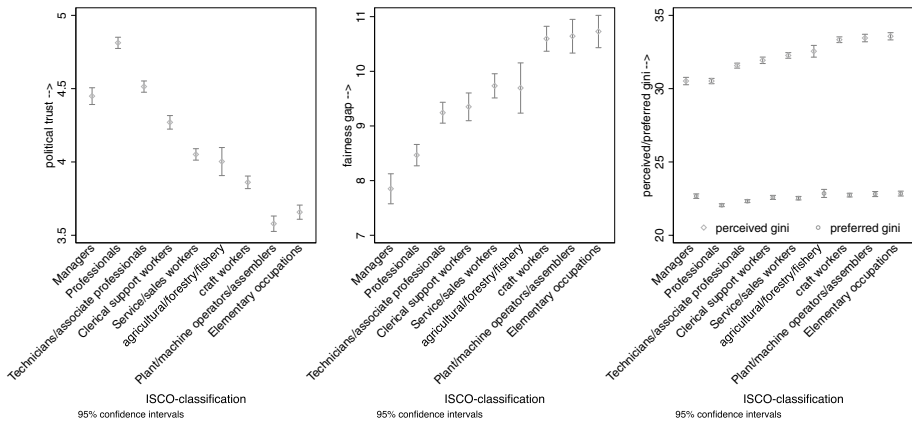 political trust -->
5
4.5
4
3.5
Managers
Professionals
Technicians/associate professionals
Clerical support workers
Service/sales workers
agricultural/forestry/fishery
craft workers
Plant/machine operators/assemblers
Elementary occupations
ISCO-classification
95% confidence intervals
fairness gap -->
11
10
9
8
7
Managers
Professionals
Technicians/associate professionals
Clerical support workers
Service/sales workers
agricultural/forestry/fishery
craft workers
Plant/machine operators/assemblers
Elementary occupations
ISCO-classification
95% confidence intervals
perceived/preferred gini -->
35
30
25
20
perceived gini
preferred gini
Managers
Professionals
Technicians/associate professionals
Clerical support workers
Service/sales workers
agricultural/forestry/fishery
craft workers
Plant/machine operators/assemblers
Elementary occupations
ISCO-classification
95% confidence intervals